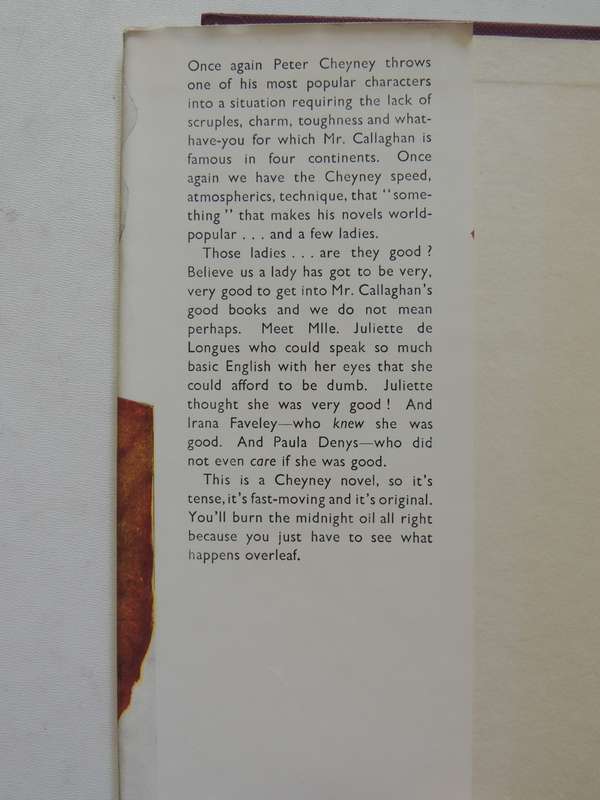 Once again Peter Cheyney throws
one of his most popular characters
into a situation requiring the lack of
scruples, charm, toughness and what-
have-you for which Mr. Callaghan is
famous in four continents. Once
again we have the Cheyney speed,
atmospherics, technique, that "some-
thing" that makes his novels world-
popular . . . and a few ladies.
Those ladies . . . are they good ?
Believe us a lady has got to be very,
very good to get into Mr. Callaghan's
good books and we do not mean
perhaps. Meet Mlle. Juliette de
Longues who could speak so much
basic English with her eyes that she
could afford to be dumb. Juliette
thought she was very good ! And
Irana Faveley—who knew she was
good. And Paula Denys—who did
not even care if she was good.
This is a Cheyney novel, so it's
tense, it's fast-moving and it's original.
You'll burn the midnight oil all right
because you just have to see what
happens overleaf.